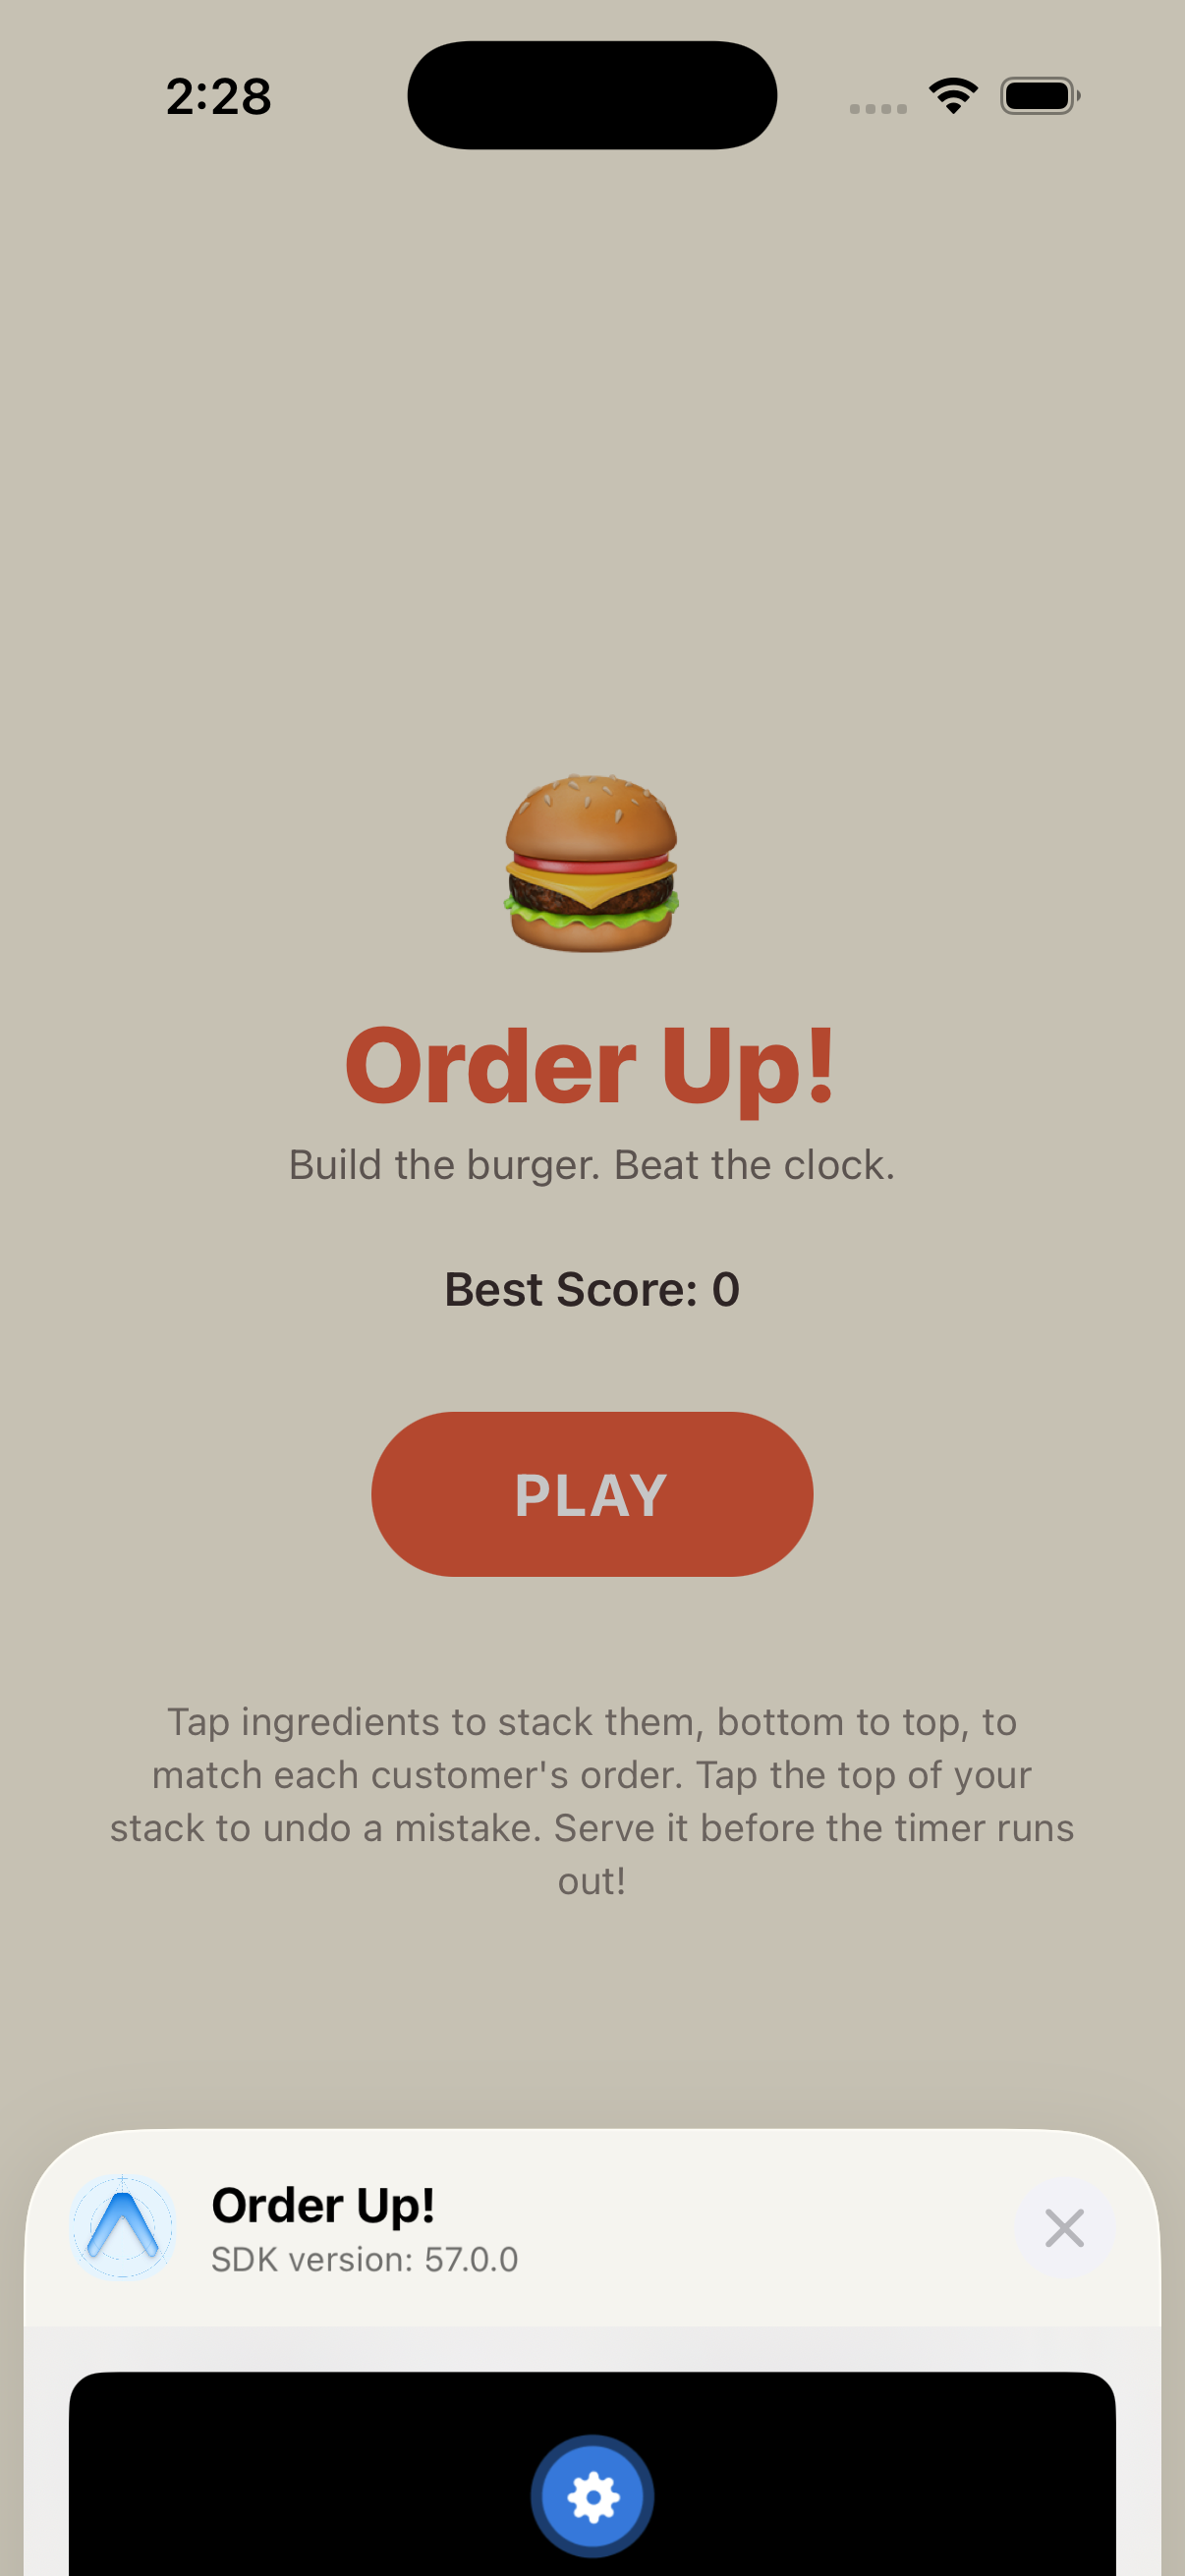 2:28
Order Up!
Build the burger. Beat the clock.
Best Score: 0
PLAY
Tap ingredients to stack them, bottom to top, to
match each customer's order. Tap the top of your
stack to undo a mistake. Serve it before the timer runs
out!
Order Up!
SDK version: 57.0.0